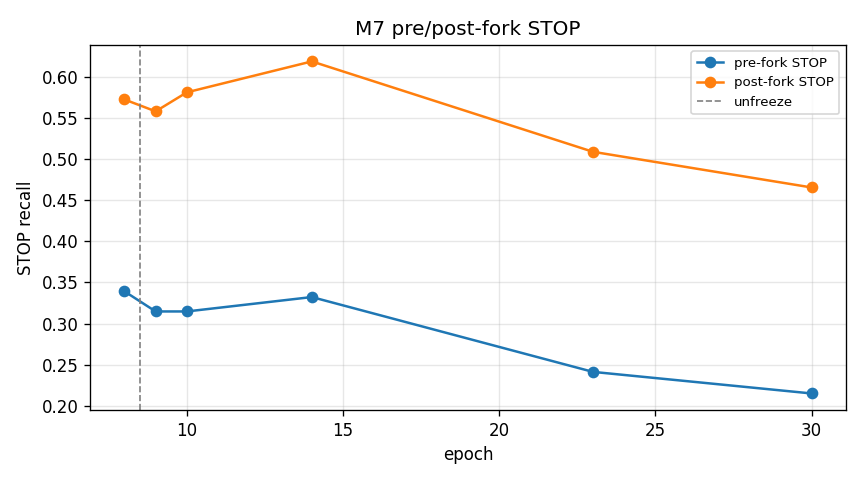 M7 pre/post-fork STOP
pre-fork STOP
post-fork STOP
unfreeze
STOP recall
0.60
0.55
0.50
0.45
0.40
0.35
0.30
0.25
0.20
10 15 20 25 30
epoch